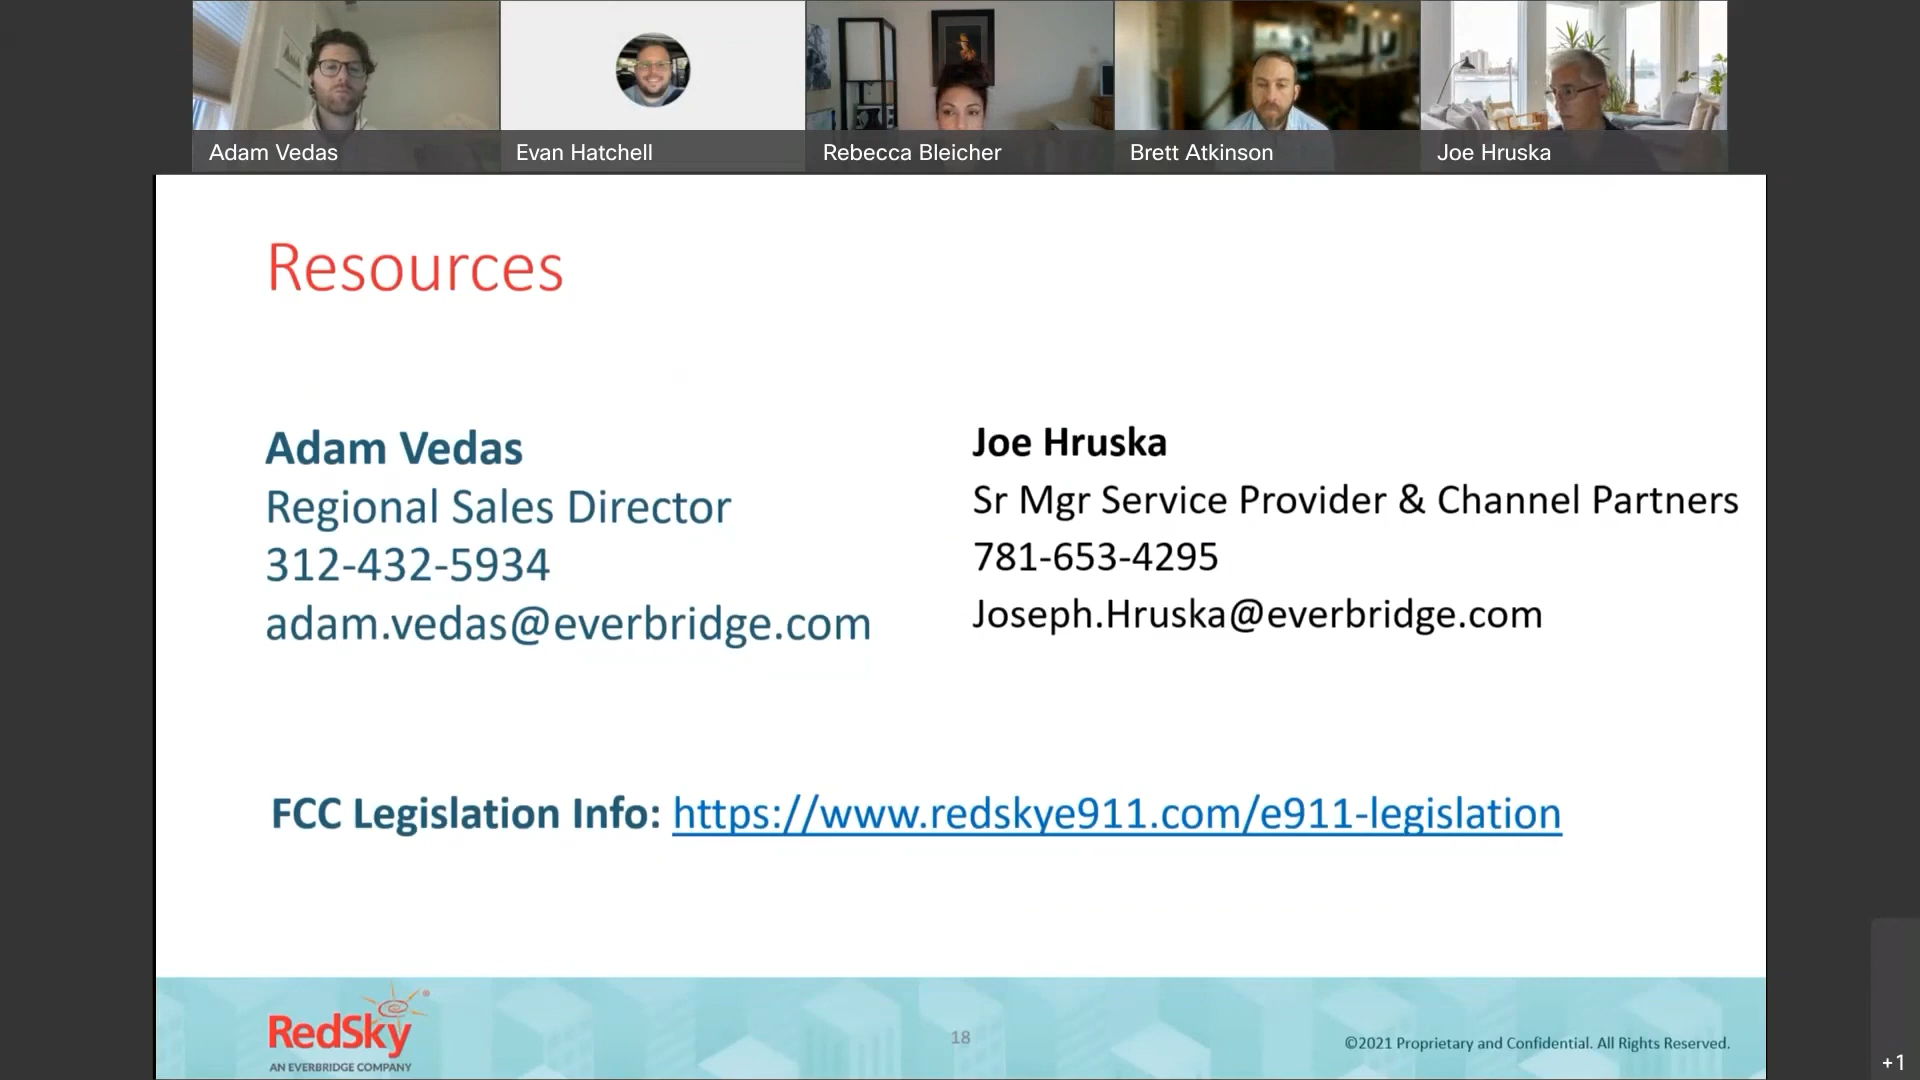 Adam Vedas
Evan Hatchell
Rebecca Bleicher
Brett Atkinson
Joe Hruska
Resources
Adam Vedas
Regional Sales Director
312-432-5934
adam.vedas@everbridge.com
Joe Hruska
Sr Mgr Service Provider & Channel Partners
781-653-4295
Joseph.Hruska@everbridge.com
FCC Legislation Info: https://www.redskye911.com/e911-legislation
RedSky®
AN EVERBRIDGE COMPANY
18
©2021 Proprietary and Confidential. All Rights Reserved.
+1